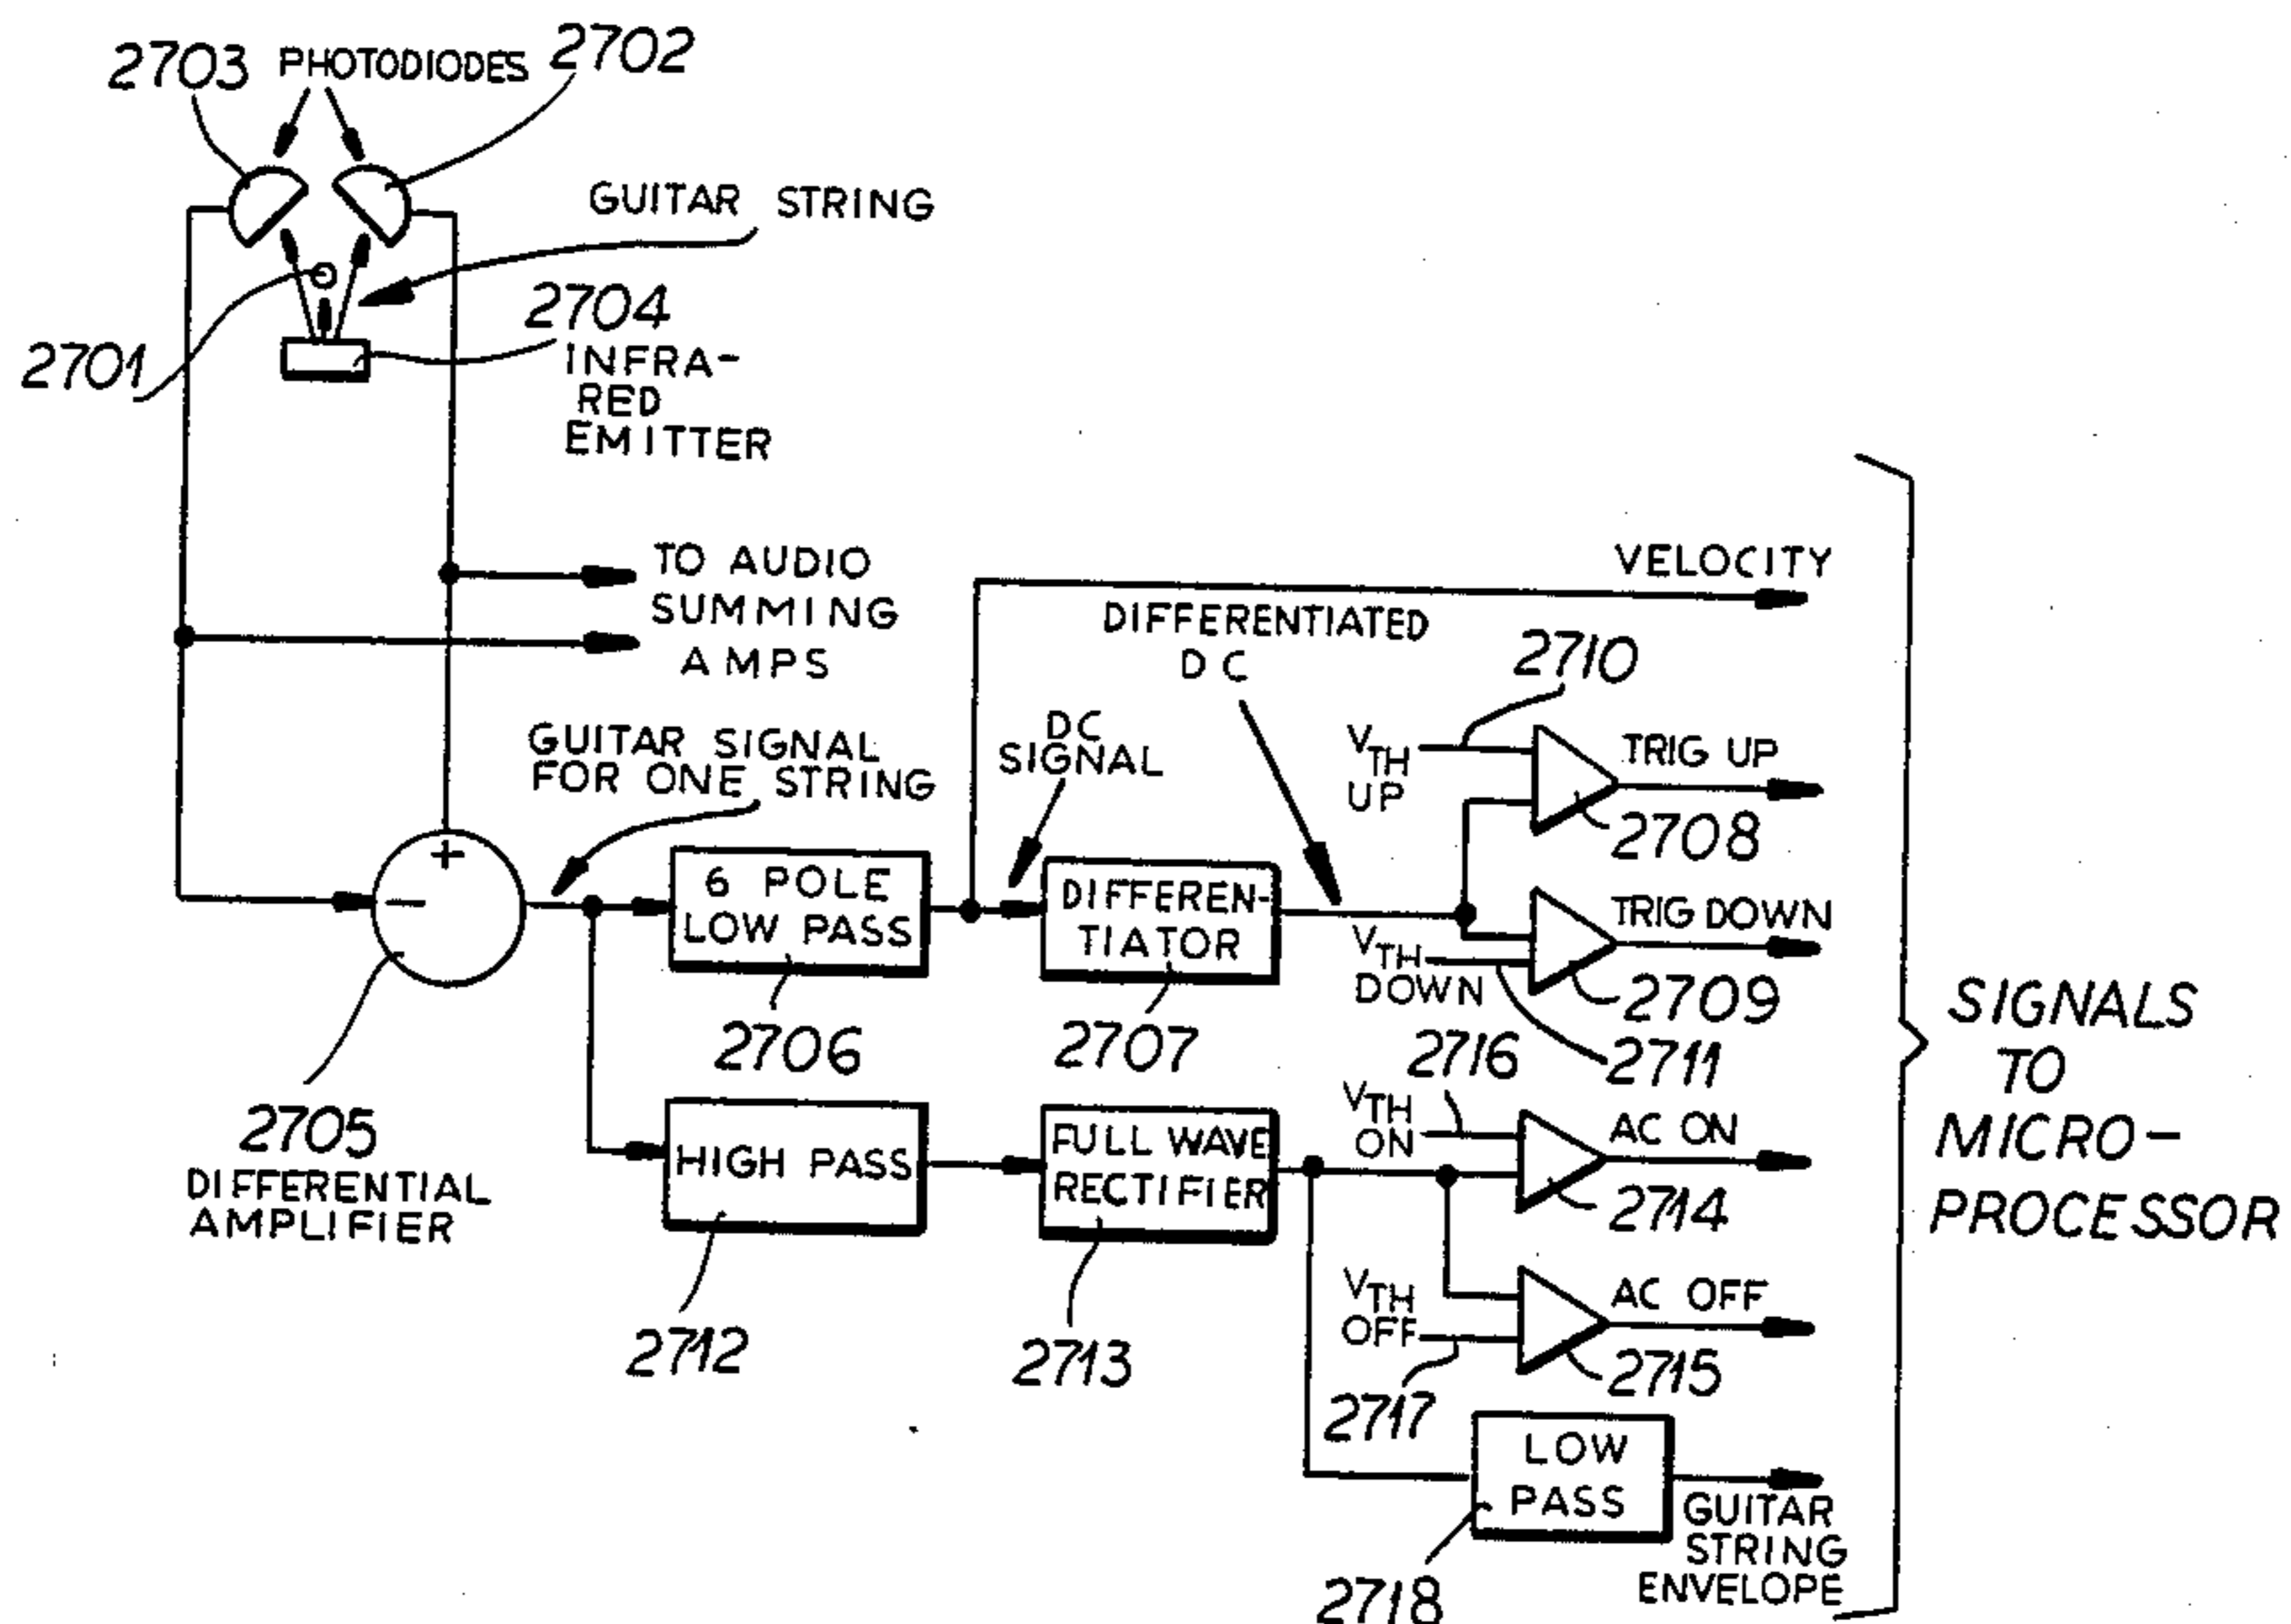 2703 PHOTODIODES 2702
GUITAR STRING
2704
INFRA-
RED
EMITTER
2701
TO AUDIO
SUMMING
AMPS
VELOCITY
DIFFERENTIATED
DC
2710
DC
SIGNAL
GUITAR SIGNAL
FOR ONE STRING
VTH
UP
TRIG UP
2708
+
−
6 POLE
LOW PASS
DIFFEREN-
TIATOR
TRIG DOWN
VTH
DOWN
2709
2706
2707
2716
2711
SIGNALS
TO
MICRO-
PROCESSOR
2705
DIFFERENTIAL
AMPLIFIER
HIGH PASS
FULL WAVE
RECTIFIER
VTH
ON
AC ON
2714
2712
2713
VTH
OFF
AC OFF
2715
2717
LOW
PASS
GUITAR
STRING
ENVELOPE
2718